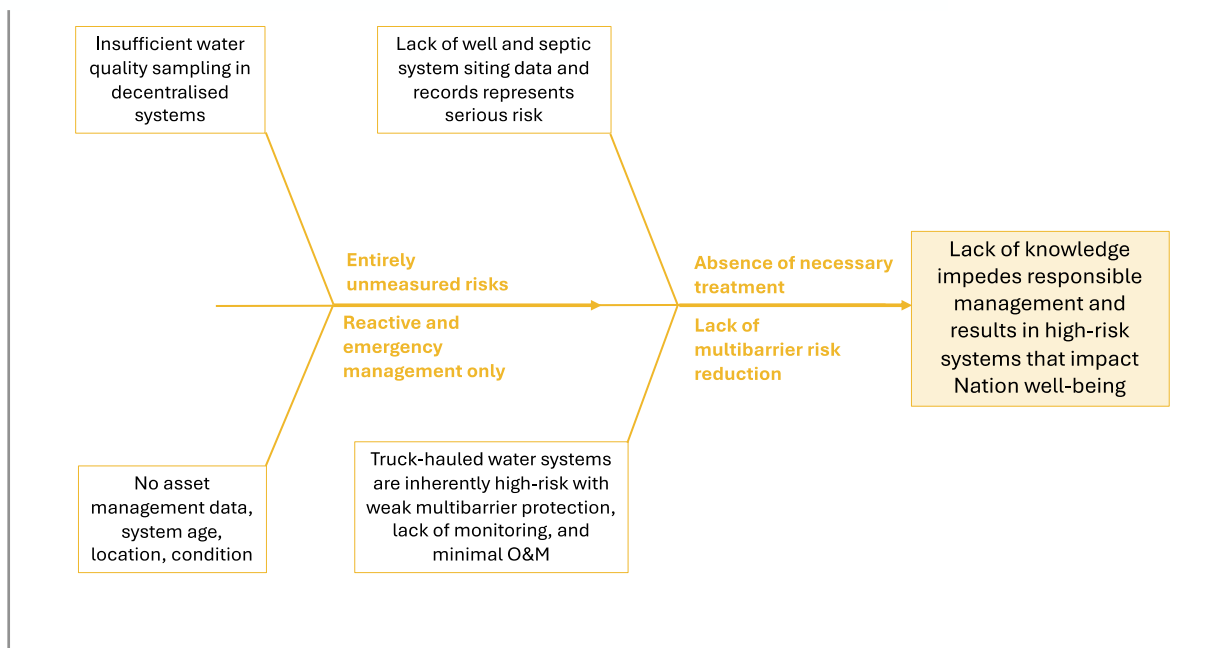 Insufficient water
quality sampling in
decentralised
systems
Lack of well and septic
system siting data and
records represents
serious risk
Entirely
unmeasured risks
Absence of necessary
treatment
Reactive and
emergency
management only
Lack of
multibarrier risk
reduction
Lack of knowledge
impedes responsible
management and
results in high-risk
systems that impact
Nation well-being
No asset
management data,
system age,
location, condition
Truck-hauled water systems
are inherently high-risk with
weak multibarrier protection,
lack of monitoring, and
minimal O&M